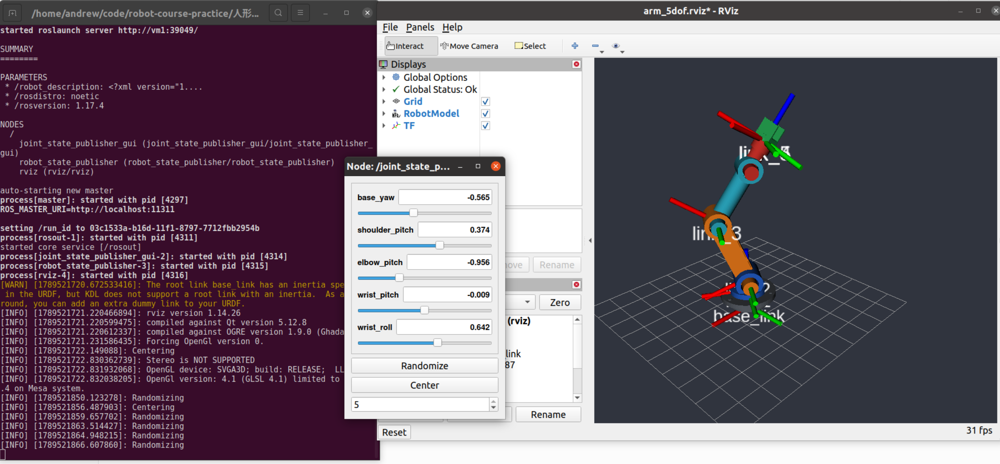 /home/andrew/code/robot-course-practice/人形...
started roslaunch server http://vm1:39049/
SUMMARY
========
PARAMETERS
 * /robot_description: <?xml version="1....
 * /rosdistro: noetic
 * /rosversion: 1.17.4
NODES
  /
    joint_state_publisher_gui (joint_state_publisher_gui/joint_state_publisher_
gui)
    robot_state_publisher (robot_state_publisher/robot_state_publisher)
    rviz (rviz/rviz)
auto-starting new master
process[master]: started with pid [4297]
ROS_MASTER_URI=http://localhost:11311
setting /run_id to 03c1533a-b16d-11f1-8797-7712fbb2954b
process[rosout-1]: started with pid [4311]
started core service [/rosout]
process[joint_state_publisher_gui-2]: started with pid [4314]
process[robot_state_publisher-3]: started with pid [4315]
process[rviz-4]: started with pid [4316]
[WARN] [1789521720.672533416]: The root link base_link has an inertia spe
 in the URDF, but KDL does not support a root link with an inertia.  As a
round, you can add an extra dummy link to your URDF.
[INFO] [1789521721.220466894]: rviz version 1.14.26
[INFO] [1789521721.220599475]: compiled against Qt version 5.12.8
[INFO] [1789521721.220612337]: compiled against OGRE version 1.9.0 (Ghada
[INFO] [1789521721.231586435]: Forcing OpenGl version 0.
[INFO] [1789521722.149088]: Centering
[INFO] [1789521722.830362739]: Stereo is NOT SUPPORTED
[INFO] [1789521722.831932068]: OpenGL device: SVGA3D; build: RELEASE;  LL
[INFO] [1789521722.832038205]: OpenGl version: 4.1 (GLSL 4.1) limited to
.4 on Mesa system.
[INFO] [1789521850.123278]: Randomizing
[INFO] [1789521856.487903]: Centering
[INFO] [1789521859.657702]: Randomizing
[INFO] [1789521863.514427]: Randomizing
[INFO] [1789521864.948215]: Randomizing
[INFO] [1789521866.607860]: Randomizing
arm_5dof.rviz* - RViz
File Panels Help
Interact Move Camera Select
Displays
Global Options
Global Status: Ok
Grid
RobotModel
TF
Node: /joint_state_p...
base_yaw -0.565
shoulder_pitch 0.374
elbow_pitch -0.956
wrist_pitch -0.009
wrist_roll 0.642
Randomize
Center
5
ove Rename
Zero
(rviz)
link
87
Rename
Reset
base_link
31 fps